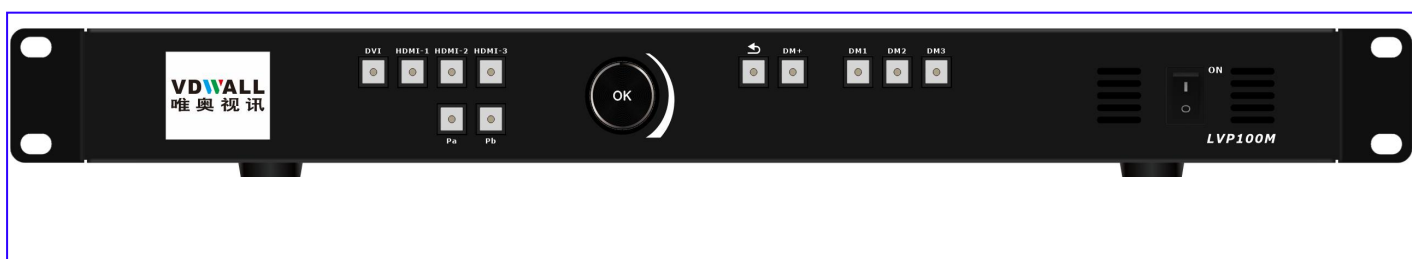 VDWALL
唯奥视讯
DVI HDMI-1 HDMI-2 HDMI-3
Pa Pb
OK
DM+ DM1 DM2 DM3
ON
LVP100M